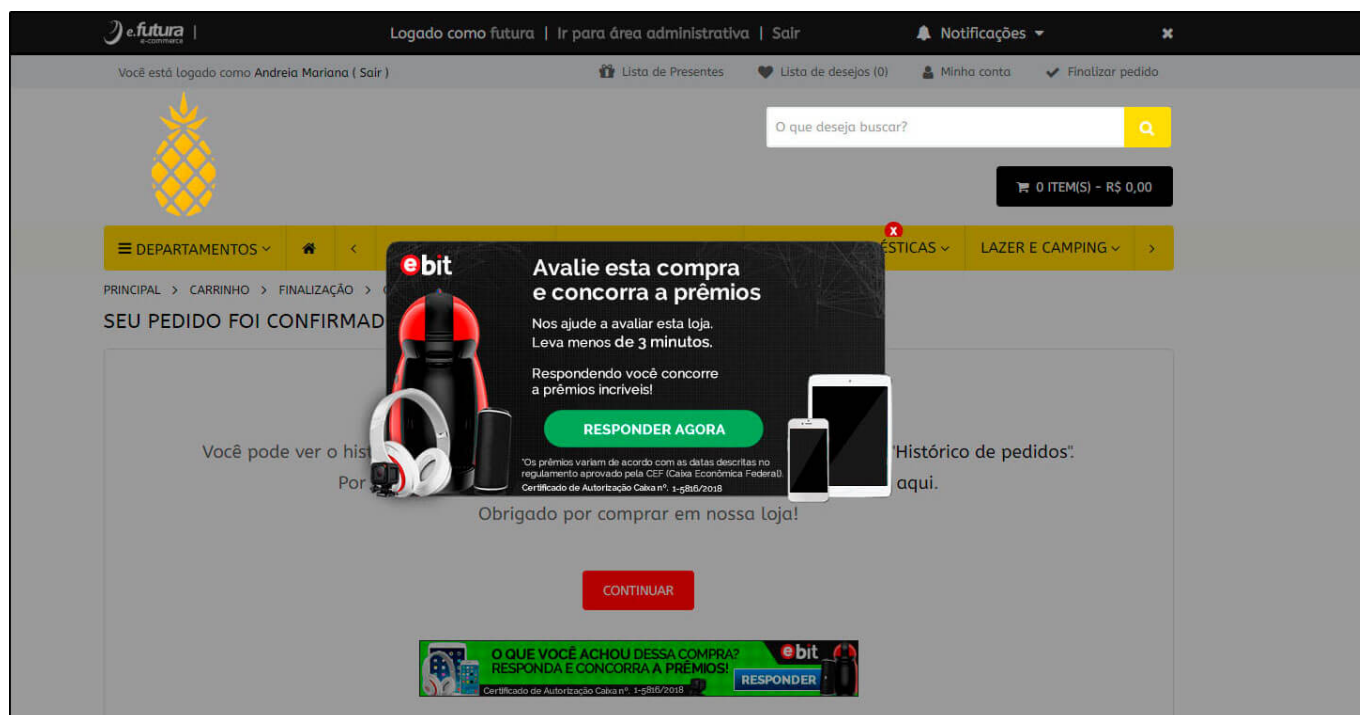 e.futura |
e-commerce
Logado como futura | Ir para área administrativa | Sair
Notificações
Você está logado como Andreia Mariana ( Sair )
Lista de Presentes
Lista de desejos (0)
Minha conta
Finalizar pedido
O que deseja buscar?
0 ITEM(S) - R$ 0,00
DEPARTAMENTOS
ÉSTICAS
LAZER E CAMPING
X
PRINCIPAL > CARRINHO > FINALIZAÇÃO >
SEU PEDIDO FOI CONFIRMAD
ebit
Avalie esta compra
e concorra a prêmios
Nos ajude a avaliar esta loja.
Leva menos de 3 minutos.
Respondendo você concorre
a prêmios incríveis!
RESPONDER AGORA
*Os prêmios variam de acordo com as datas descritas no
regulamento aprovado pela CEF (Caixa Econômica Federal).
Certificado de Autorização Caixa nº. 1-5816/2018
Você pode ver o hist
"Histórico de pedidos".
Por
aqui.
Obrigado por comprar em nossa loja!
CONTINUAR
O QUE VOCÊ ACHOU DESSA COMPRA?
RESPONDA E CONCORRA A PRÊMIOS!
Certificado de Autorização Caixa nº. 1-5816/2018
ebit
RESPONDER